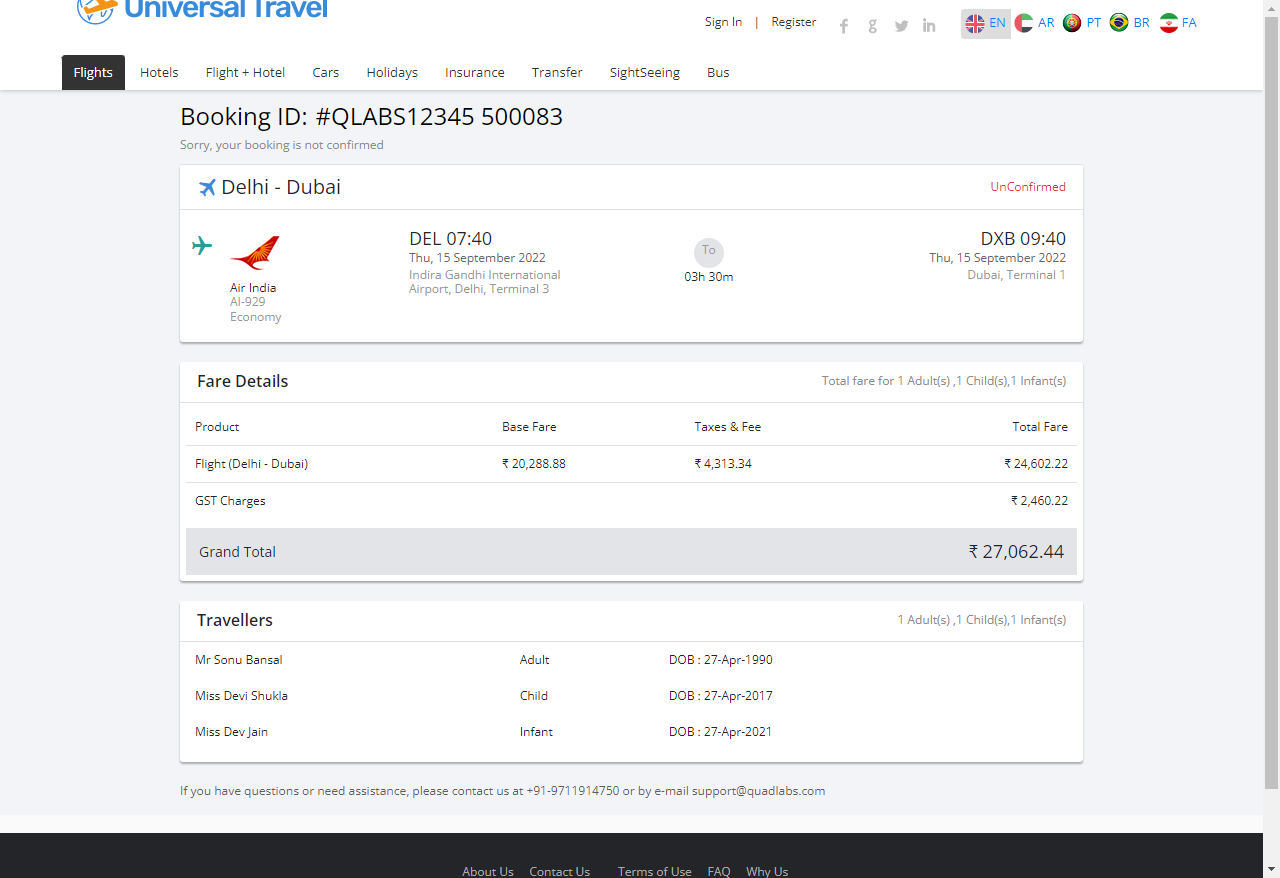 Universal Travel
Sign In | Register
EN AR PT BR FA
Flights Hotels Flight + Hotel Cars Holidays Insurance Transfer SightSeeing Bus
Booking ID: #QLABS12345 500083
Sorry, your booking is not confirmed
Delhi - Dubai UnConfirmed
Air India
AI-929
Economy
DEL 07:40
Thu, 15 September 2022
Indira Gandhi International
Airport, Delhi, Terminal 3
To
03h 30m
DXB 09:40
Thu, 15 September 2022
Dubai, Terminal 1
Fare Details Total fare for 1 Adult(s) ,1 Child(s),1 Infant(s)
Product Base Fare Taxes & Fee Total Fare
Flight (Delhi - Dubai) ₹ 20,288.88 ₹ 4,313.34 ₹ 24,602.22
GST Charges ₹ 2,460.22
Grand Total ₹ 27,062.44
Travellers 1 Adult(s) ,1 Child(s),1 Infant(s)
Mr Sonu Bansal Adult DOB : 27-Apr-1990
Miss Devi Shukla Child DOB : 27-Apr-2017
Miss Dev Jain Infant DOB : 27-Apr-2021
If you have questions or need assistance, please contact us at +91-9711914750 or by e-mail support@quadlabs.com
About Us Contact Us Terms of Use FAQ Why Us